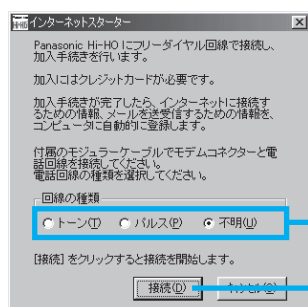 インターネットスターター
Panasonic Hi-HOにフリーダイヤル回線で接続し、
加入手続きを行います。
加入にはクレジットカードが必要です。
加入手続きが完了したら、インターネットに接続す
るための情報、メールを送受信するための情報を、
コンピュータに自動的に登録します。
付属のモジュラーケーブルでモデムコネクターと電
話回線を接続してください。
電話回線の種類を選択してください。
回線の種類
トーン(T) パルス(P) 不明(U)
[接続]をクリックすると接続を開始します。
接続(D)